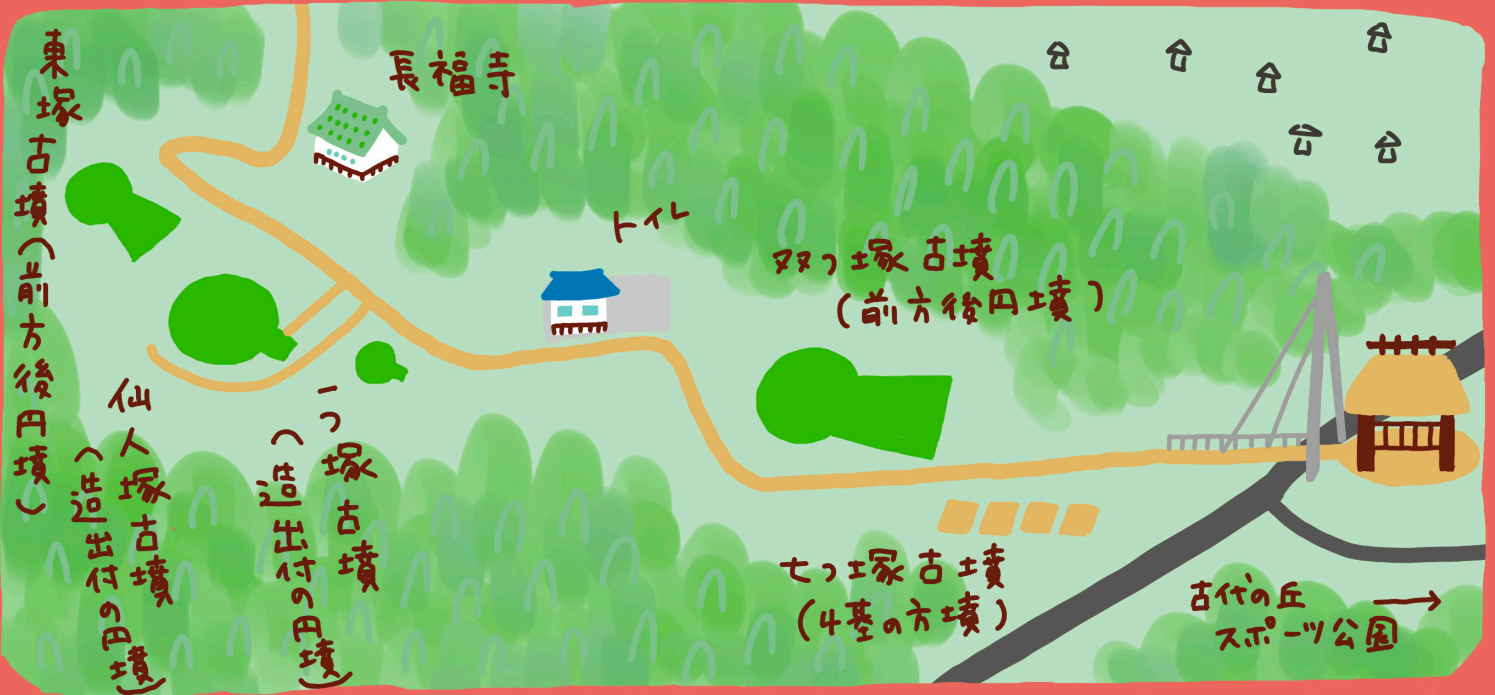 東塚古墳(前方後円墳)
長福寺
トイレ
双つ塚古墳
(前方後円墳)
仙人塚古墳
(造出付の円墳)
一つ塚古墳
(造出付の円墳)
七つ塚古墳
(4基の方墳)
古代の丘 →
スポーツ公園